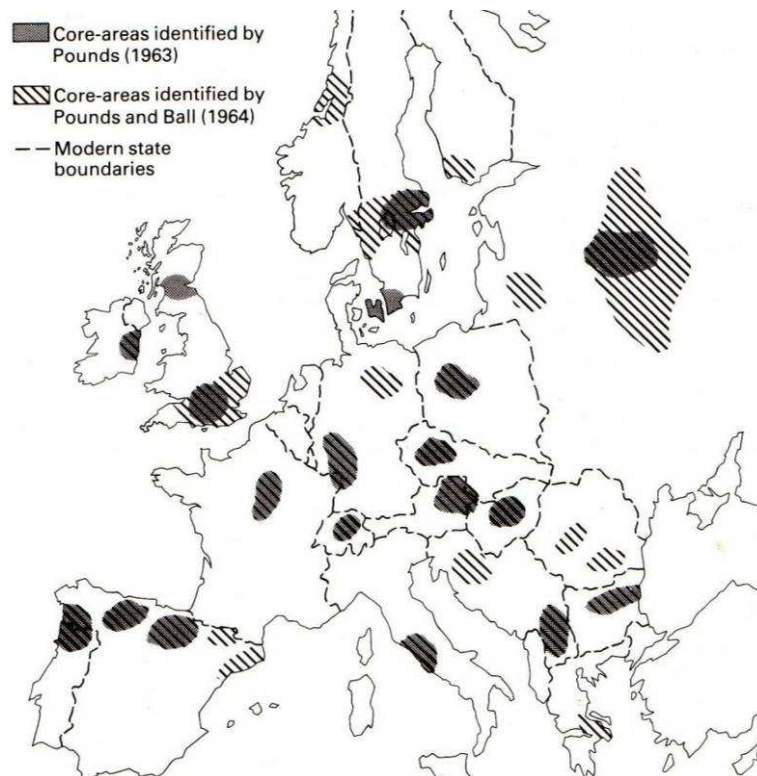 Core-areas identified by
Pounds (1963)
Core-areas identified by
Pounds and Ball (1964)
Modern state
boundaries